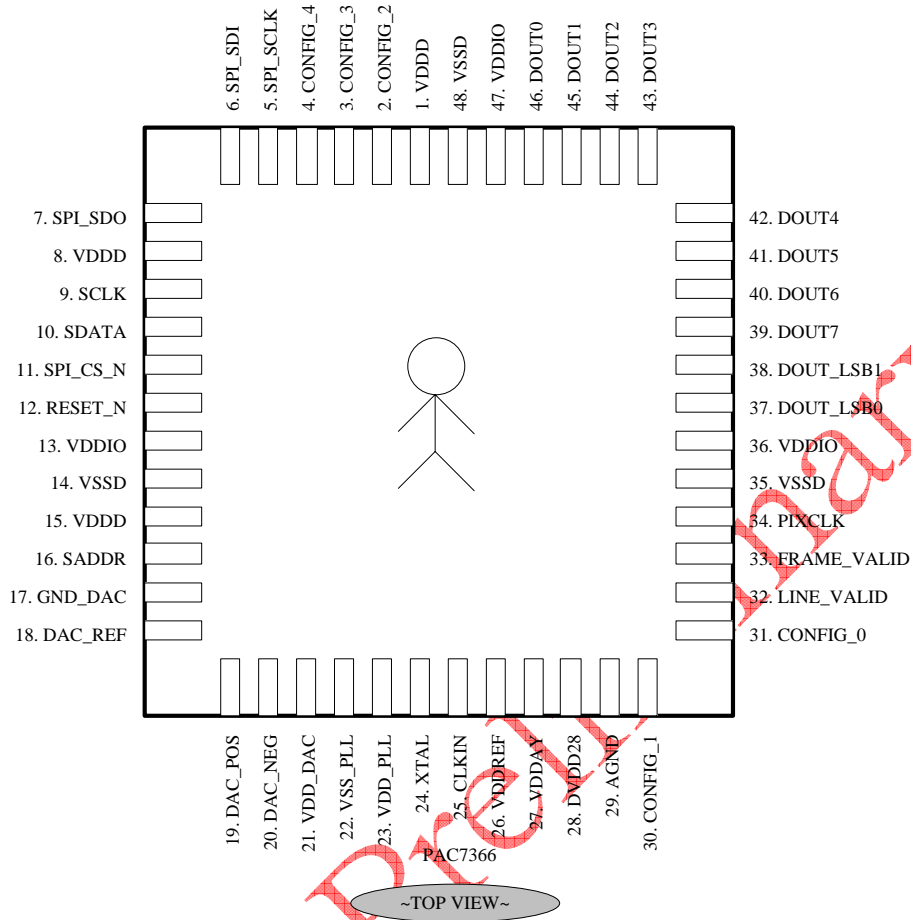 6. SPI_SDI
5. SPI_SCLK
4. CONFIG_4
3. CONFIG_3
2. CONFIG_2
1. VDDD
48. VSSD
47. VDDIO
46. DOUT0
45. DOUT1
44. DOUT2
43. DOUT3
7. SPI_SDO
8. VDDD
9. SCLK
10. SDATA
11. SPI_CS_N
12. RESET_N
13. VDDIO
14. VSSD
15. VDDD
16. SADDR
17. GND_DAC
18. DAC_REF
42. DOUT4
41. DOUT5
40. DOUT6
39. DOUT7
38. DOUT_LSB1
37. DOUT_LSB0
36. VDDIO
35. VSSD
34. PIXCLK
33. FRAME_VALID
32. LINE_VALID
31. CONFIG_0
19. DAC_POS
20. DAC_NEG
21. VDD_DAC
22. VSS_PLL
23. VDD_PLL
24. XTAL
25. CLKIN
26. VDDREF
27. VDDAY
28. DVDD28
29. AGND
30. CONFIG_1
PAC7366
~TOP VIEW~